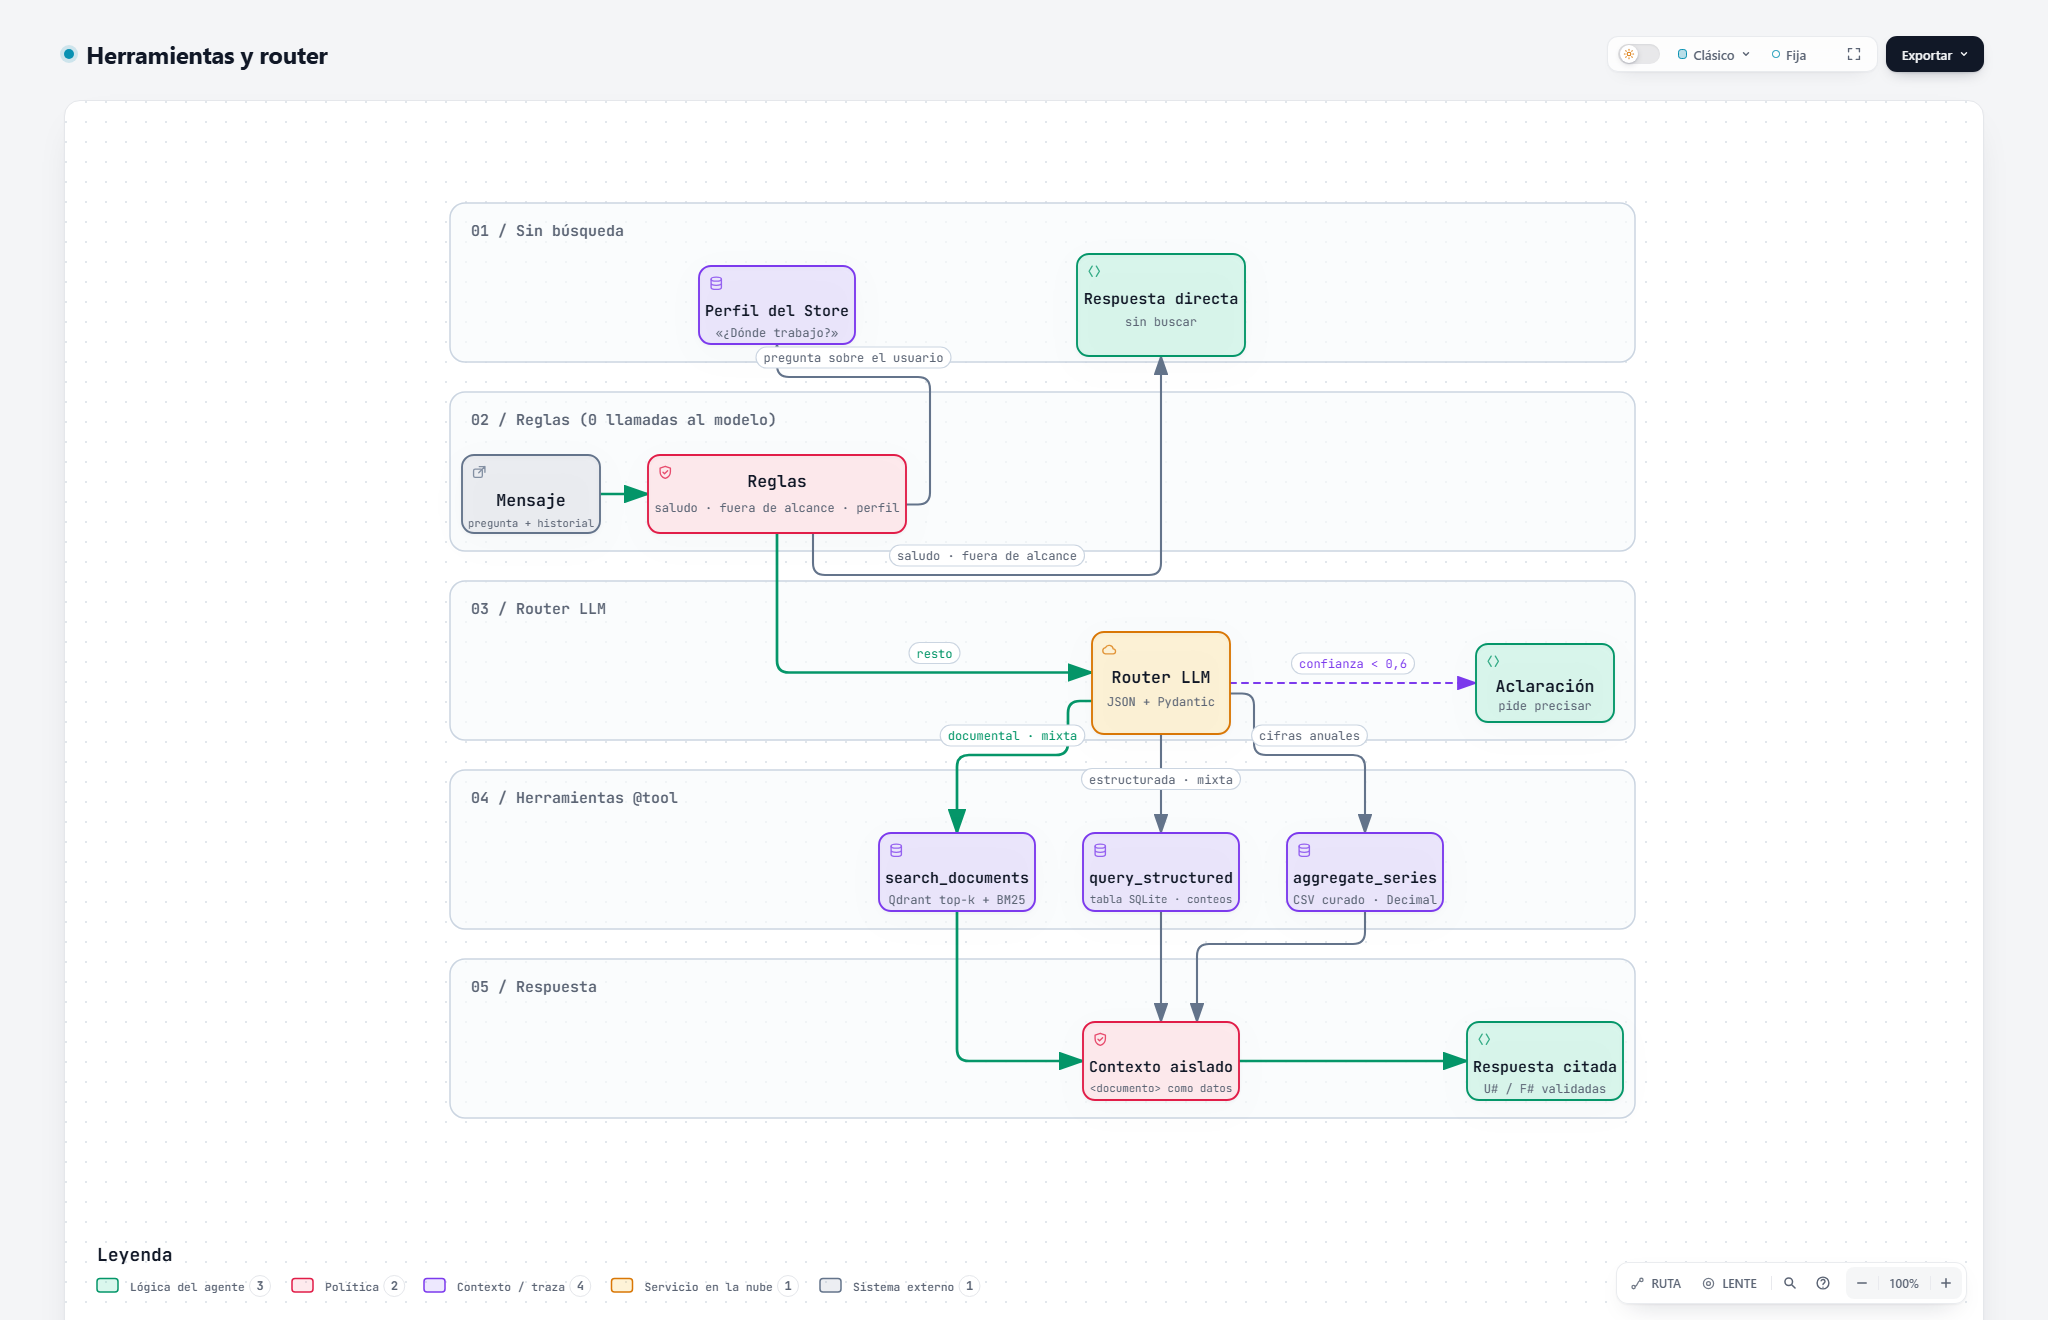 Herramientas y router
Clásico
Fija
Exportar
01 / Sin búsqueda
Perfil del Store
«¿Dónde trabajo?»
Respuesta directa
sin buscar
pregunta sobre el usuario
02 / Reglas (0 llamadas al modelo)
Mensaje
pregunta + historial
Reglas
saludo · fuera de alcance · perfil
saludo · fuera de alcance
03 / Router LLM
resto
Router LLM
JSON + Pydantic
confianza < 0,6
Aclaración
pide precisar
documental · mixta
cifras anuales
estructurada · mixta
04 / Herramientas @tool
search_documents
Qdrant top-k + BM25
query_structured
tabla SQLite · conteos
aggregate_series
CSV curado · Decimal
05 / Respuesta
Contexto aislado
<documento> como datos
Respuesta citada
U# / F# validadas
Leyenda
Lógica del agente 3
Política 2
Contexto / traza 4
Servicio en la nube 1
Sistema externo 1
RUTA
LENTE
100%